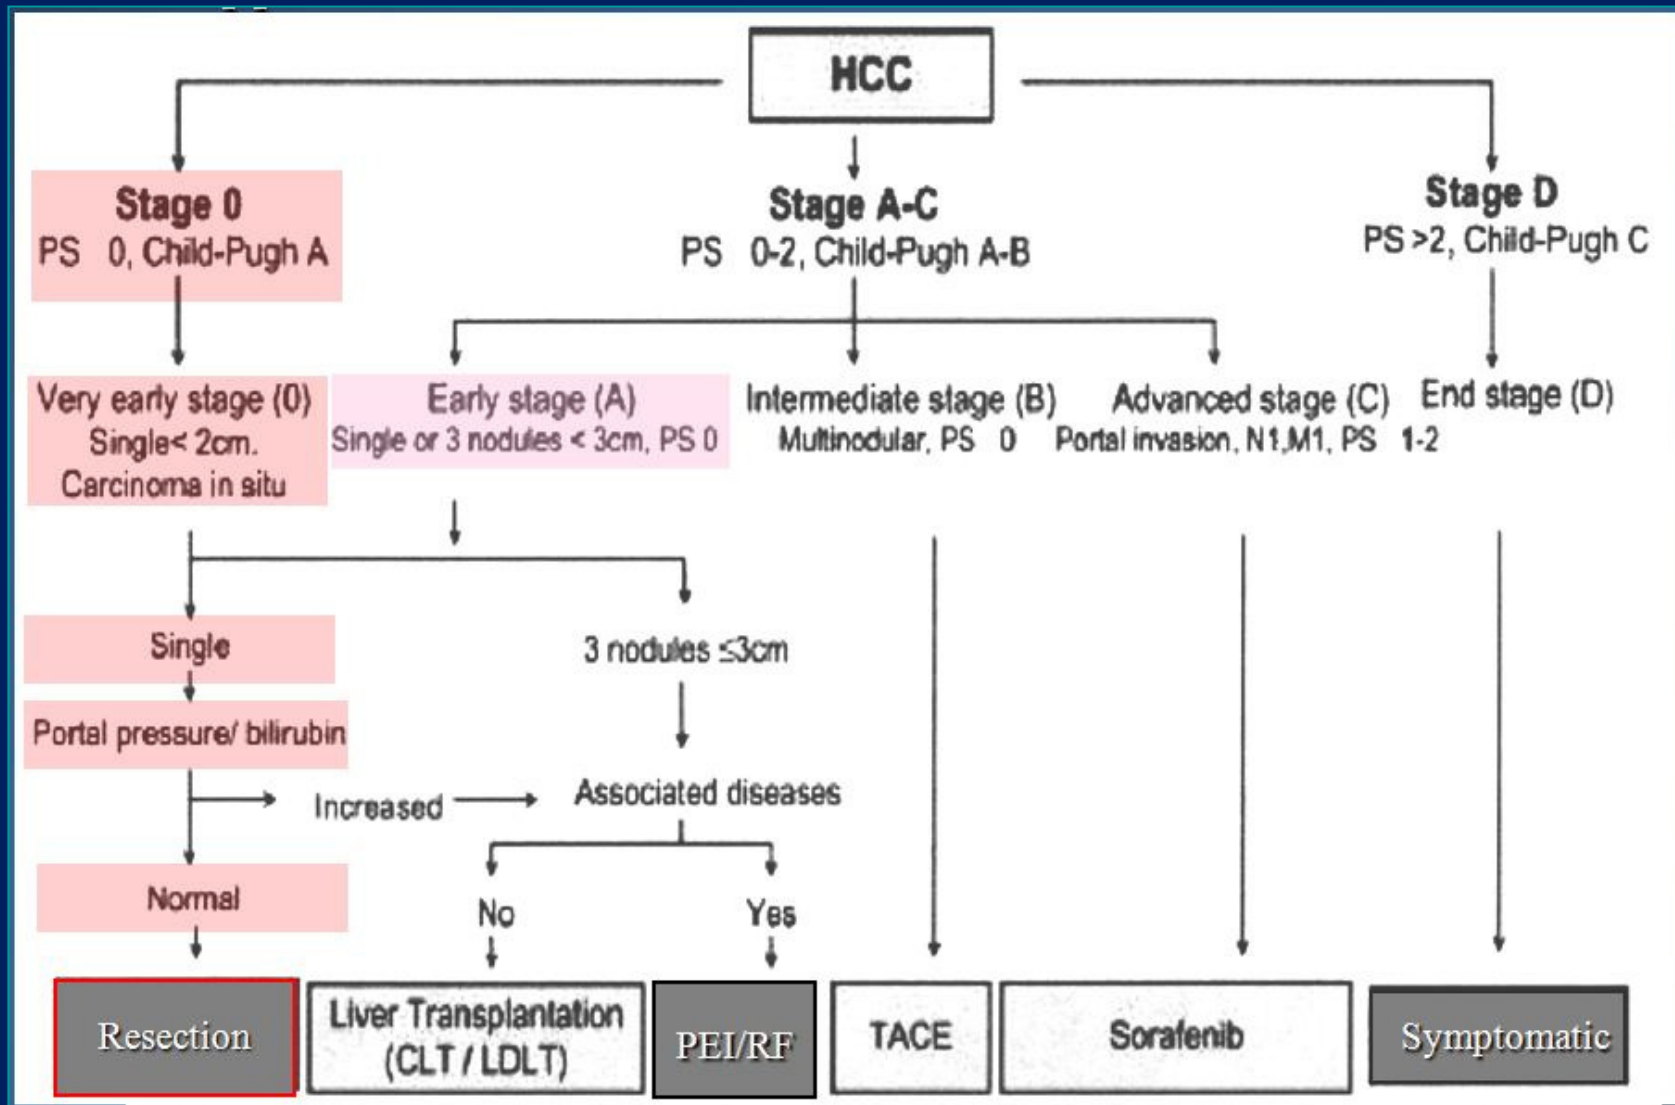 HCC
Stage 0
PS 0, Child-Pugh A
Stage A-C
PS 0-2, Child-Pugh A-B
Stage D
PS >2, Child-Pugh C
Very early stage (0)
Single< 2cm.
Carcinoma in situ
Early stage (A)
Single or 3 nodules < 3cm, PS 0
Intermediate stage (B)
Multinodular, PS 0
Advanced stage (C)
Portal invasion, N1,M1, PS 1-2
End stage (D)
Single
3 nodules ≤3cm
Portal pressure/ bilirubin
Increased
Associated diseases
Normal
No
Yes
Resection
Liver Transplantation
(CLT / LDLT)
PEI/RF
TACE
Sorafenib
Symptomatic